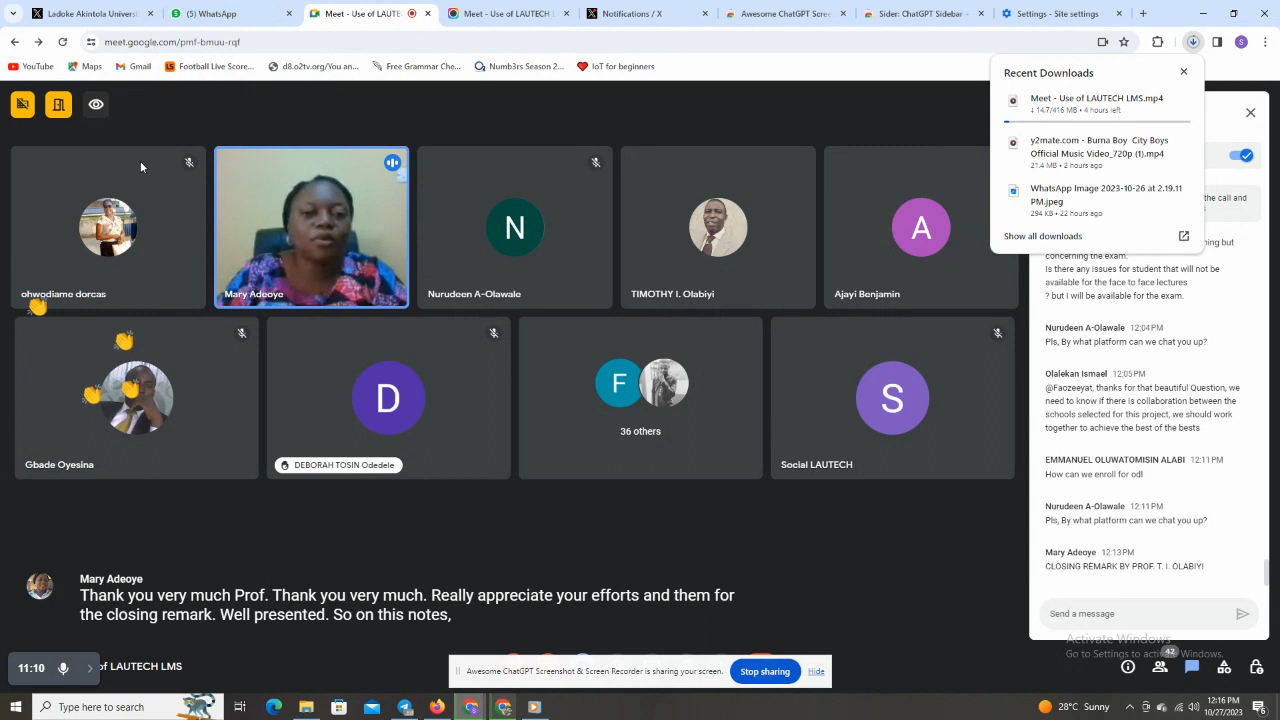 Ladoke Akintola Universi
(5) WhatsApp
Meet - Use of LAUTECH
Meet - Use of LAUTECH L
Notifications / X
Awesome ChatGPT Scree
Sider: ChatGPT Sidebar -
Settings - Site settings
meet.google.com/pmf-bmuu-rqf
S
YouTube
Maps
Gmail
Football Live Score...
d8.o2tv.org/You an...
Free Grammar Che...
Numb3rs Season 2...
IoT for beginners
Recent Downloads
Meet - Use of LAUTECH LMS.mp4
↓ 14.7/416 MB • 4 hours left
y2mate.com - Burna Boy City Boys
Official Music Video_720p (1).mp4
21.4 MB • 2 hours ago
WhatsApp Image 2023-10-26 at 2.19.11
PM.jpeg
294 KB • 22 hours ago
Show all downloads
ohwodiame dorcas
Mary Adeoye
N
Nurudeen A-Olawale
TIMOTHY I. Olabiyi
A
Ajayi Benjamin
Gbade Oyesina
D
DEBORAH TOSIN Odedele
F
36 others
S
Social LAUTECH
the call and
ning but
concerning the exam.
Is there any issues for student that will not be
available for the face to face lectures
? but I will be available for the exam.
Nurudeen A-Olawale 12:04 PM
Pls, By what platform can we chat you up?
Olalekan Ismael 12:05 PM
@Faozeeyat, thanks for that beautiful Question, we
need to know if there is collaboration between the
schools selected for this project, we should work
together to achieve the best of the bests
EMMANUEL OLUWATOMISIN ALABI 12:11 PM
How can we enroll for odl
Nurudeen A-Olawale 12:11 PM
Pls, By what platform can we chat you up?
Mary Adeoye 12:13 PM
CLOSING REMARK BY PROF. T. I. OLABIYI
Send a message
Mary Adeoye
Thank you very much Prof. Thank you very much. Really appreciate your efforts and them for
the closing remark. Well presented. So on this notes,
Activate Windows
Go to Settings to activate Windows.
11:10
of LAUTECH LMS
Awesome ChatGPT Screenshot & Screen Recorder is sharing your screen.
Stop sharing
Hide
42
Type here to search
28°C Sunny
12:16 PM
10/27/2023
6